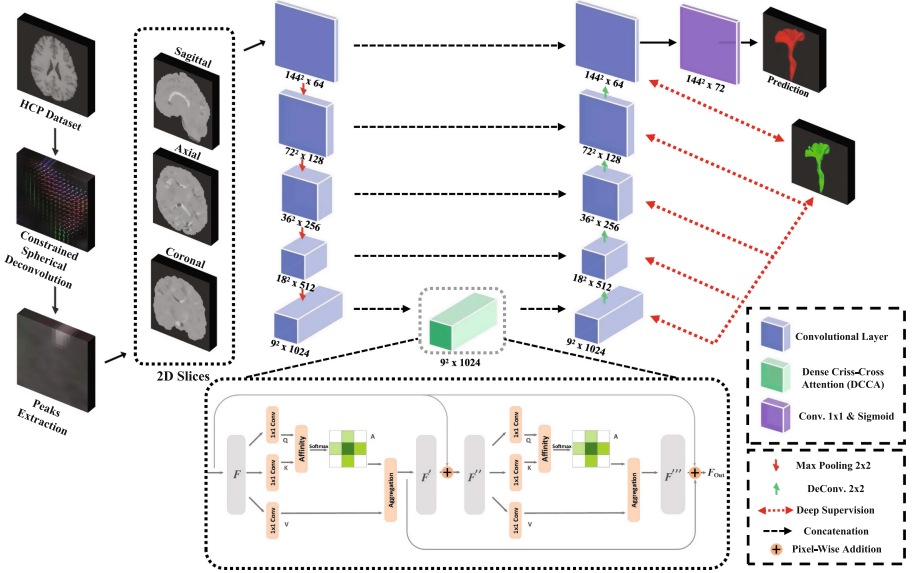 HCP Dataset
Constrained
Spherical
Deconvolution
Peaks
Extraction
Sagittal
Axial
Coronal
2D Slices
144² x 64
72² x 128
36² x 256
18² x 512
9² x 1024
9² x 1024
144² x 64
72² x 128
36² x 256
18² x 512
9² x 1024
144² x 72
Prediction
F
1x1 Conv
1x1 Conv
1x1 Conv
Q
K
V
Affinity
Softmax
A
Aggregation
F'
+
F''
1x1 Conv
1x1 Conv
1x1 Conv
Q
K
V
Affinity
Softmax
A
Aggregation
F'''
+
FOut
Convolutional Layer
Dense Criss-Cross
Attention (DCCA)
Conv. 1x1 & Sigmoid
Max Pooling 2x2
DeConv. 2x2
Deep Supervision
Concatenation
+ Pixel-Wise Addition